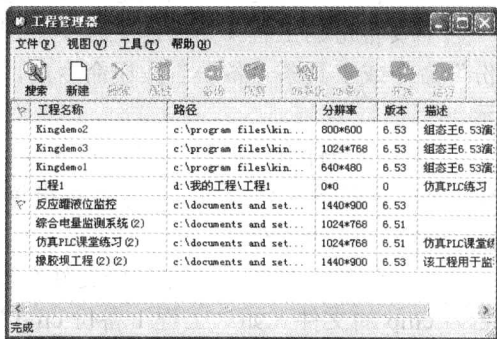 工程管理器
文件(F) 视图(V) 工具(T) 帮助(H)
搜索 新建 删除 属性
工程名称 路径 分辨率 版本 描述
Kingdemo2 c:\program files\kin... 800*600 6.53 组态王6.53演
Kingdemo3 c:\program files\kin... 1024*768 6.53 组态王6.53演
Kingdemo1 c:\program files\kin... 640*480 6.53 组态王6.53演
工程1 d:\我的工程\工程1 0*0 0 仿真PLC练习
反应罐液位监控 c:\documents and set... 1440*900 6.53
综合电量监测系统(2) c:\documents and set... 1024*768 6.51
仿真PLC课堂练习(2) c:\documents and set... 1024*768 6.51 仿真PLC课堂练
橡胶坝工程(2)(2) c:\documents and set... 1440*900 6.53 该工程用于监
完成